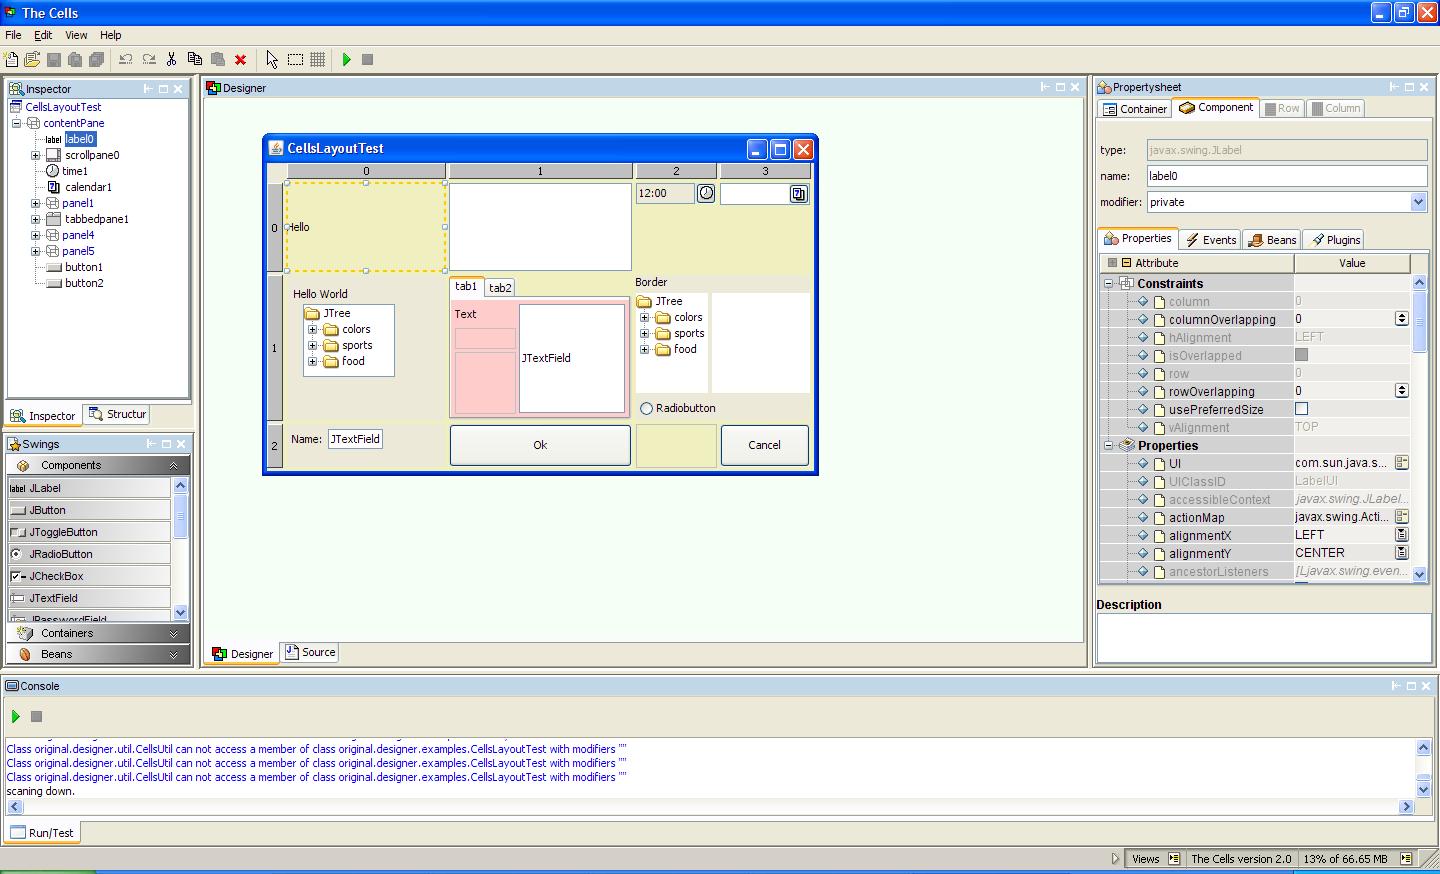 The Cells
File Edit View Help
Inspector
CellsLayoutTest
contentPane
label label0
scrollpane0
time1
calendar1
panel1
tabbedpane1
panel4
panel5
button1
button2
Inspector Structur
Swings
Components
label JLabel
JButton
JToggleButton
JRadioButton
JCheckBox
JTextField
JPasswordField
Containers
Beans
Designer
CellsLayoutTest
0 1 2 3
0
Hello
12:00
1
Hello World
JTree
colors
sports
food
tab1 tab2
Text
JTextField
Border
JTree
colors
sports
food
Radiobutton
2
Name: JTextField
Ok
Cancel
Designer Source
Propertysheet
Container Component Row Column
type: javax.swing.JLabel
name: label0
modifier: private
Properties Events Beans Plugins
Attribute Value
Constraints
column 0
columnOverlapping 0
hAlignment LEFT
isOverlapped
row 0
rowOverlapping 0
usePreferredSize
vAlignment TOP
Properties
UI com.sun.java.s...
UIClassID LabelUI
accessibleContext javax.swing.JLabel...
actionMap javax.swing.Acti...
alignmentX LEFT
alignmentY CENTER
ancestorListeners [Ljavax.swing.even...
Description
Console
Class original.designer.util.CellsUtil can not access a member of class original.designer.examples.CellsLayoutTest with modifiers ""
Class original.designer.util.CellsUtil can not access a member of class original.designer.examples.CellsLayoutTest with modifiers ""
Class original.designer.util.CellsUtil can not access a member of class original.designer.examples.CellsLayoutTest with modifiers ""
scaning down.
Run/Test
Views The Cells version 2.0 13% of 66.65 MB